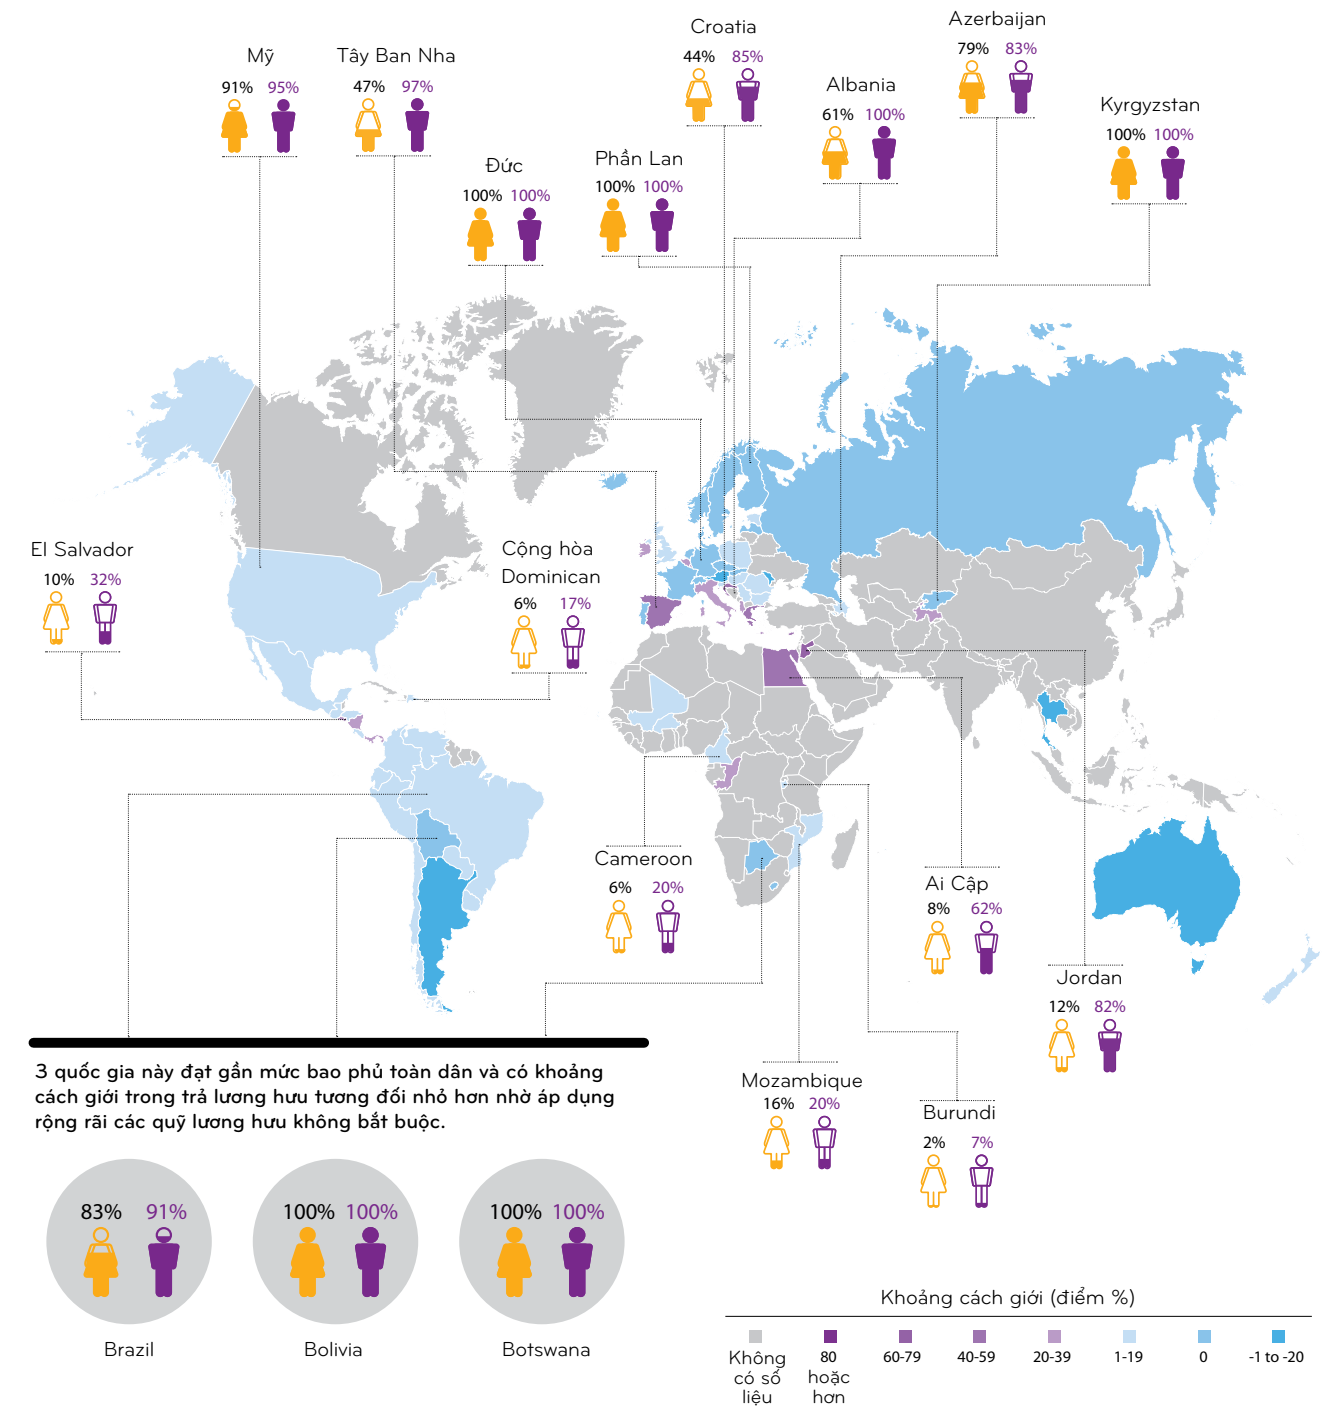 Mỹ
91% 95%
Tây Ban Nha
47% 97%
Đức
100% 100%
Phần Lan
100% 100%
Croatia
44% 85%
Albania
61% 100%
Azerbaijan
79% 83%
Kyrgyzstan
100% 100%
El Salvador
10% 32%
Cộng hòa
Dominican
6% 17%
Cameroon
6% 20%
Ai Cập
8% 62%
Jordan
12% 82%
Mozambique
16% 20%
Burundi
2% 7%
3 quốc gia này đạt gần mức bao phủ toàn dân và có khoảng
cách giới trong trả lương hưu tương đối nhỏ hơn nhờ áp dụng
rộng rãi các quỹ lương hưu không bắt buộc.
83% 91%
Brazil
100% 100%
Bolivia
100% 100%
Botswana
Khoảng cách giới (điểm %)
Không
có số
liệu
80
hoặc
hơn
60-79
40-59
20-39
1-19
0
-1 to -20